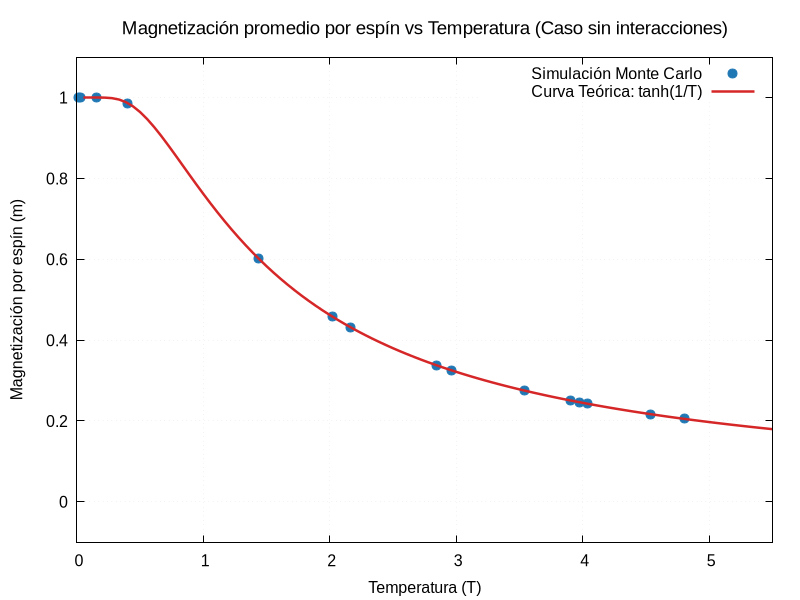 Magnetización promedio por espín vs Temperatura (Caso sin interacciones)
Simulación Monte Carlo
Curva Teórica: tanh(1/T)
1
0.8
0.6
0.4
0.2
0
Magnetización por espín (m)
0 1 2 3 4 5
Temperatura (T)